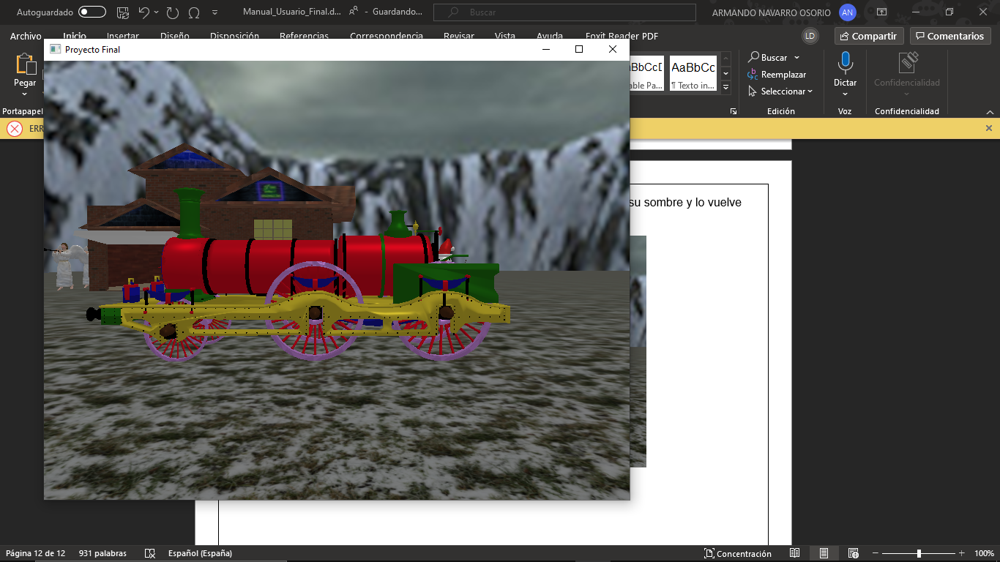 Autoguardado
Manual_Usuario_Final.d...
- Guardando...
Buscar
ARMANDO NAVARRO OSORIO
AN
Archivo
Inicio
Insertar
Diseño
Disposición
Referencias
Correspondencia
Revisar
Vista
Ayuda
Foxit Reader PDF
LD
Compartir
Comentarios
Proyecto Final
Pegar
Portapapel
BbCcD
able Pa...
AaBbCc
¶ Texto in...
Buscar
Reemplazar
Seleccionar
Edición
Dictar
Voz
Confidencialidad
Confidencialidad
ERR
su sombre y lo vuelve
Página 12 de 12
931 palabras
Español (España)
Concentración
100%